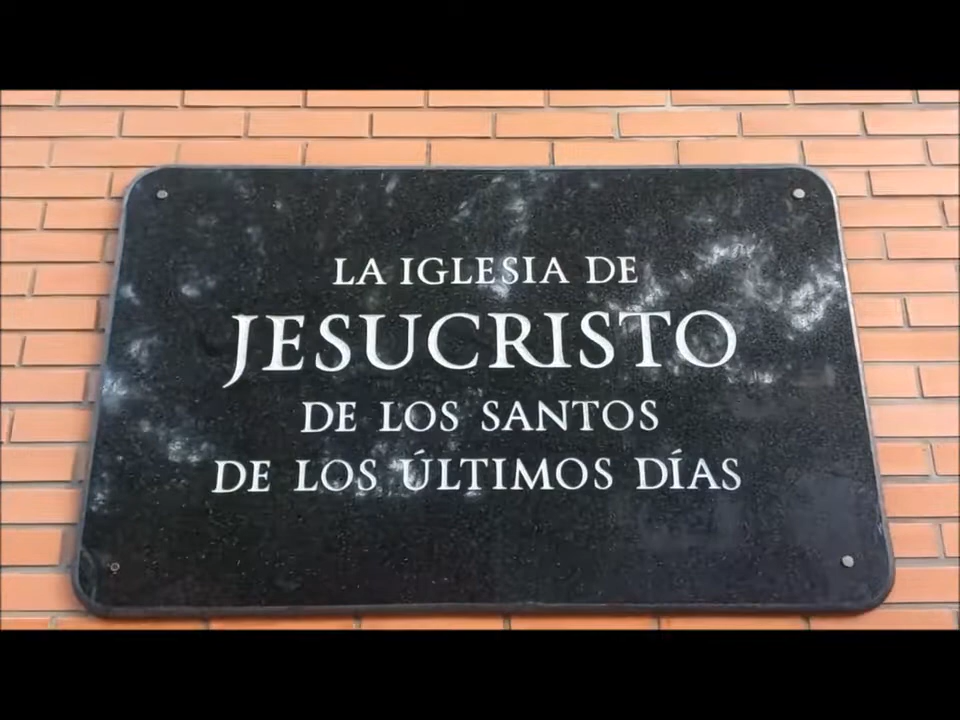 LA IGLESIA DE
JESUCRISTO
DE LOS SANTOS
DE LOS ÚLTIMOS DÍAS